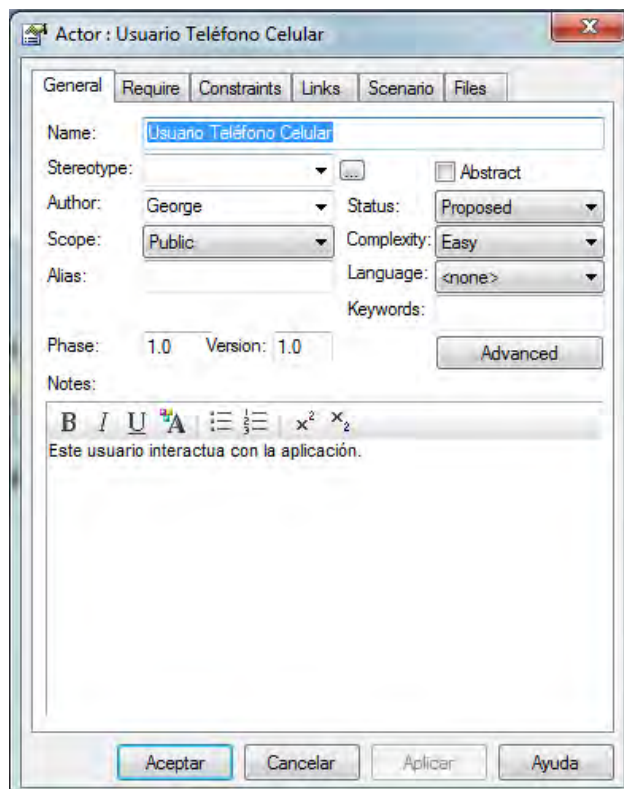 Actor : Usuario Teléfono Celular
General Require Constraints Links Scenario Files
Name: Usuario Teléfono Celular
Stereotype: ... Abstract
Author: George Status: Proposed
Scope: Public Complexity: Easy
Alias: Language: <none>
Keywords:
Phase: 1.0 Version: 1.0 Advanced
Notes:
B I U A x² x₂
Este usuario interactua con la aplicación.
Aceptar Cancelar Aplicar Ayuda